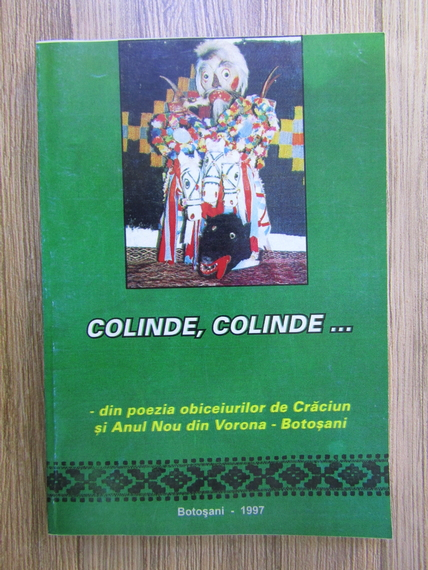 COLINDE, COLINDE ...
- din poezia obiceiurilor de Crăciun
și Anul Nou din Vorona - Botoșani
Botoșani - 1997